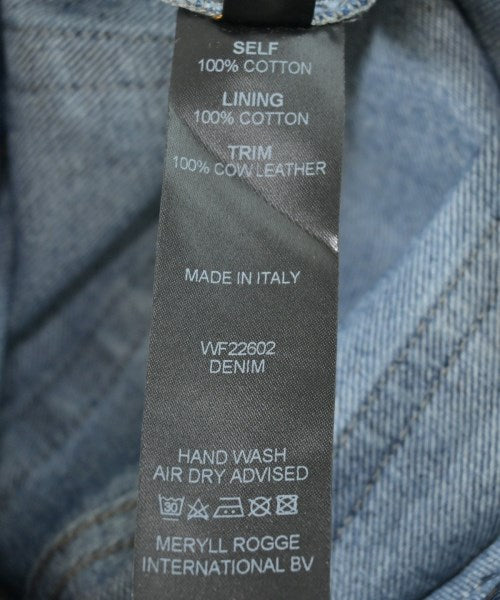 SELF
100% COTTON
LINING
100% COTTON
TRIM
100% COW LEATHER
MADE IN ITALY
WF22602
DENIM
HAND WASH
AIR DRY ADVISED
30
MERYLL ROGGE
INTERNATIONAL BV